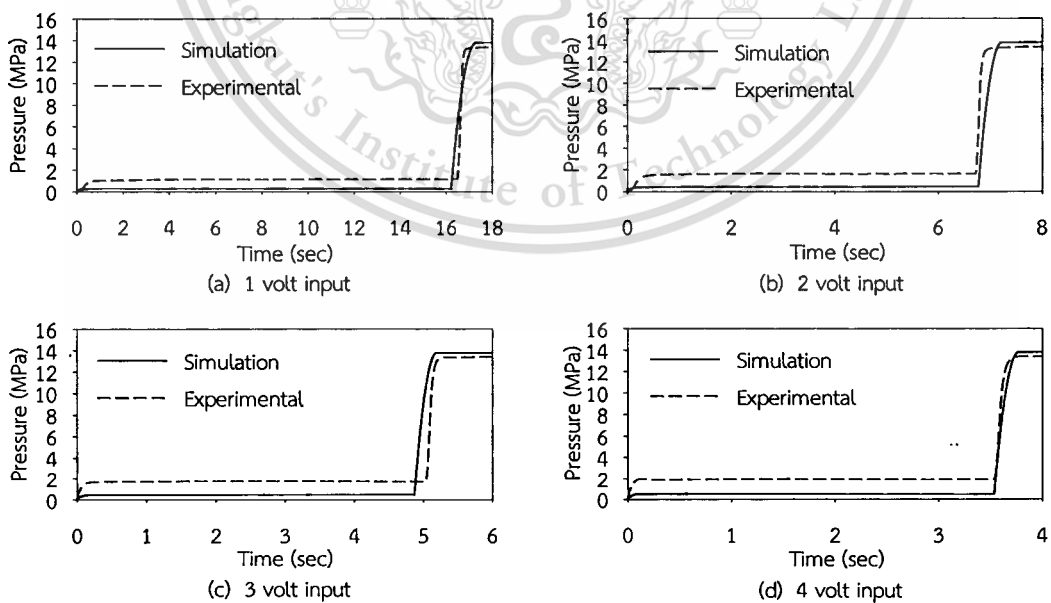 16
14
12
10
8
6
4
2
0
Pressure (MPa)
Simulation
Experimental
0 2 4 6 8 10 12 14 16 18
Time (sec)
(a) 1 volt input
16
14
12
10
8
6
4
2
0
Pressure (MPa)
Simulation
Experimental
0 2 4 6 8
Time (sec)
(b) 2 volt input
16
14
12
10
8
6
4
2
0
Pressure (MPa)
Simulation
Experimental
0 1 2 3 4 5 6
Time (sec)
(c) 3 volt input
16
14
12
10
8
6
4
2
0
Pressure (MPa)
Simulation
Experimental
0 1 2 3 4
Time (sec)
(d) 4 volt input
Institute of Technology